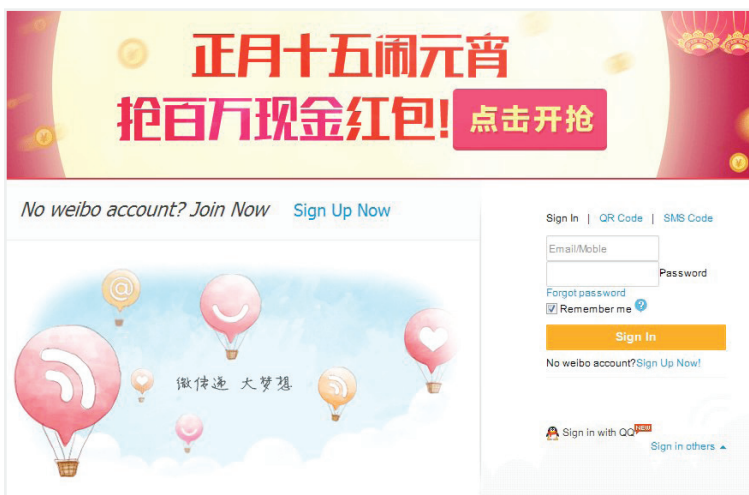 正月十五闹元宵
抢百万现金红包!
点击开抢
No weibo account? Join Now Sign Up Now
@
微传递 大梦想
Sign In | QR Code | SMS Code
Email/Moble
Password
Forgot password
Remember me ?
Sign In
No weibo account?Sign Up Now!
Sign in with QQ NEW
Sign in others